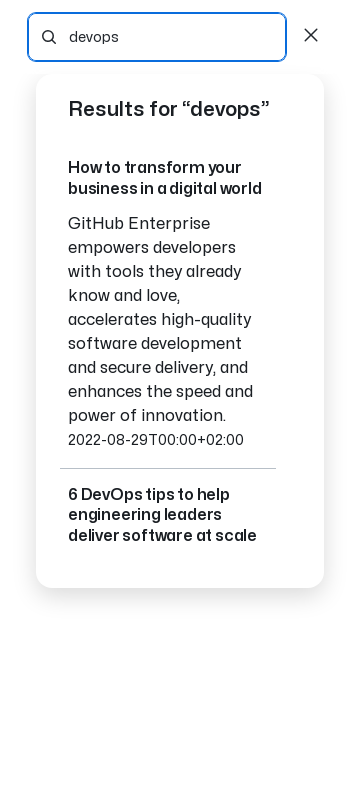 devops
Results for “devops”
How to transform your
business in a digital world
GitHub Enterprise
empowers developers
with tools they already
know and love,
accelerates high-quality
software development
and secure delivery, and
enhances the speed and
power of innovation.
2022-08-29T00:00+02:00
6 DevOps tips to help
engineering leaders
deliver software at scale